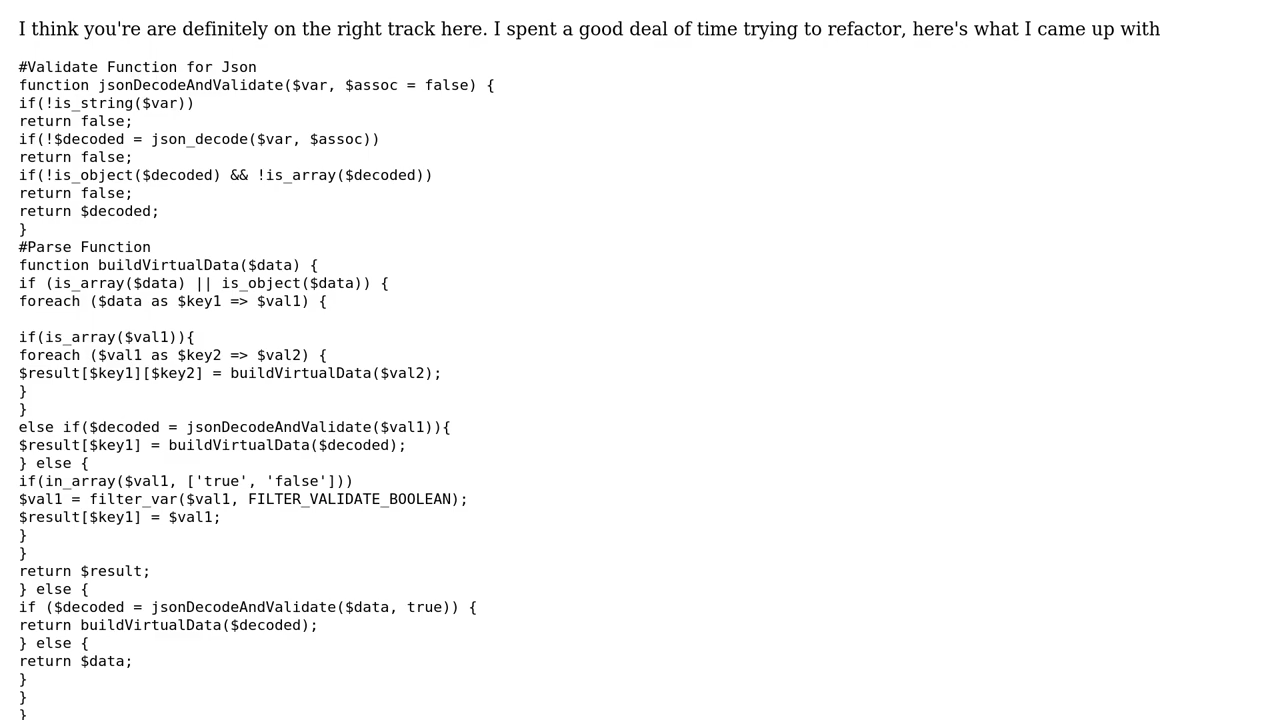 I think you're are definitely on the right track here. I spent a good deal of time trying to refactor, here's what I came up with
#Validate Function for Json
function jsonDecodeAndValidate($var, $assoc = false) {
if(!is_string($var))
return false;
if(!$decoded = json_decode($var, $assoc))
return false;
if(!is_object($decoded) && !is_array($decoded))
return false;
return $decoded;
}
#Parse Function
function buildVirtualData($data) {
if (is_array($data) || is_object($data)) {
foreach ($data as $key1 => $val1) {

if(is_array($val1)){
foreach ($val1 as $key2 => $val2) {
$result[$key1][$key2] = buildVirtualData($val2);
}
}
else if($decoded = jsonDecodeAndValidate($val1)){
$result[$key1] = buildVirtualData($decoded);
} else {
if(in_array($val1, ['true', 'false']))
$val1 = filter_var($val1, FILTER_VALIDATE_BOOLEAN);
$result[$key1] = $val1;
}
}
return $result;
} else {
if ($decoded = jsonDecodeAndValidate($data, true)) {
return buildVirtualData($decoded);
} else {
return $data;
}
}
}